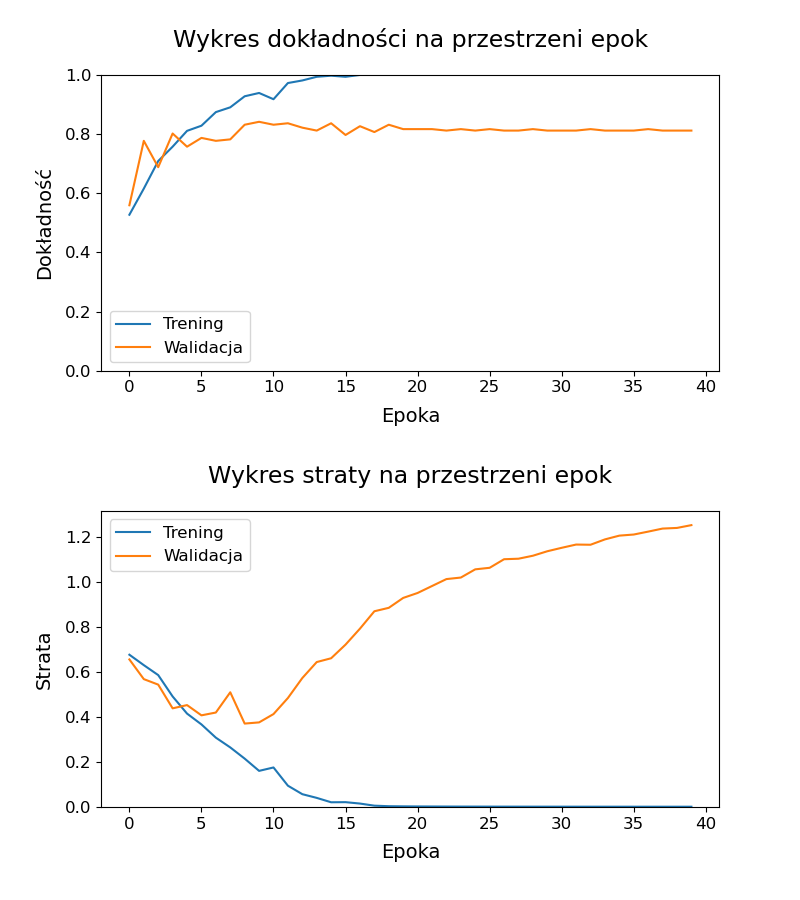 Wykres dokładności na przestrzeni epok
1.0
0.8
0.6
0.4
0.2
0.0
Dokładność
Trening
Walidacja
0 5 10 15 20 25 30 35 40
Epoka
Wykres straty na przestrzeni epok
1.2
1.0
0.8
0.6
0.4
0.2
0.0
Strata
Trening
Walidacja
0 5 10 15 20 25 30 35 40
Epoka